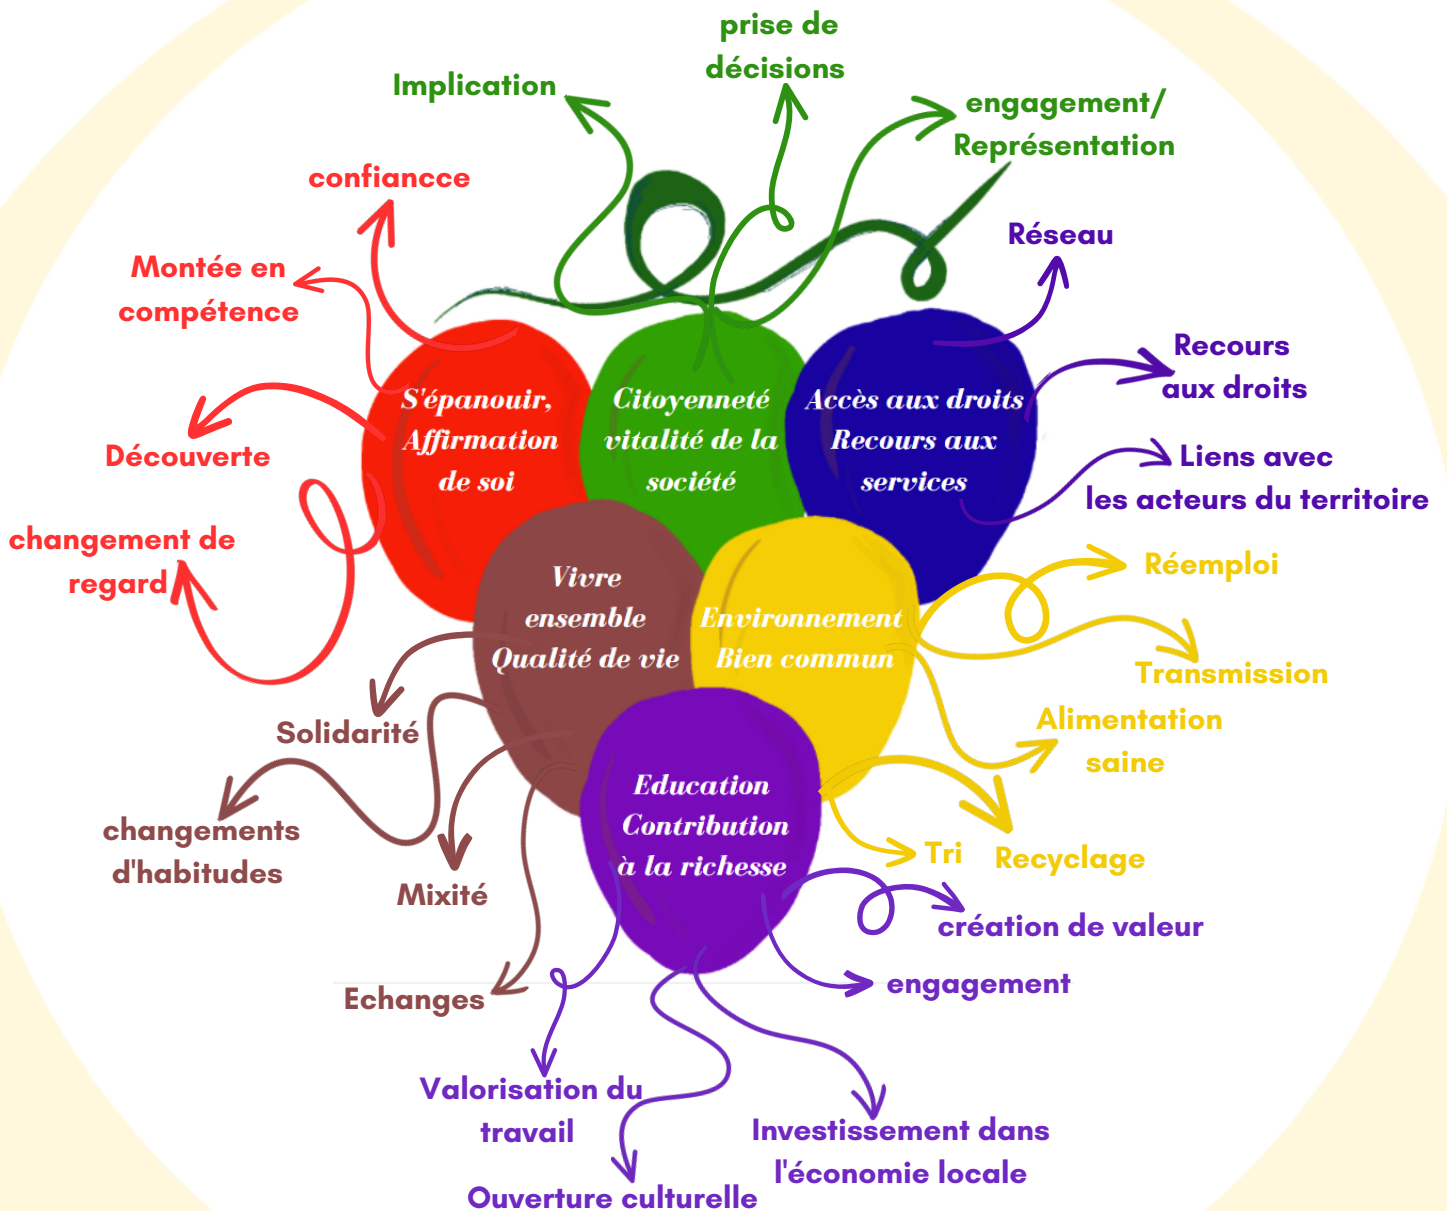 prise de
décisions
Implication
engagement/
Représentation
confiancce
Montée en
compétence
Découverte
changement de
regard
Réseau
Recours
aux droits
Liens avec
les acteurs du territoire
S'épanouir,
Affirmation
de soi
Citoyenneté
vitalité de la
société
Accès aux droits
Recours aux
services
Vivre
ensemble
Qualité de vie
Environnement
Bien commun
Réemploi
Transmission
Alimentation
saine
Tri
Recyclage
Solidarité
changements
d'habitudes
Mixité
Echanges
Education
Contribution
à la richesse
création de valeur
engagement
Valorisation du
travail
Investissement dans
l'économie locale
Ouverture culturelle